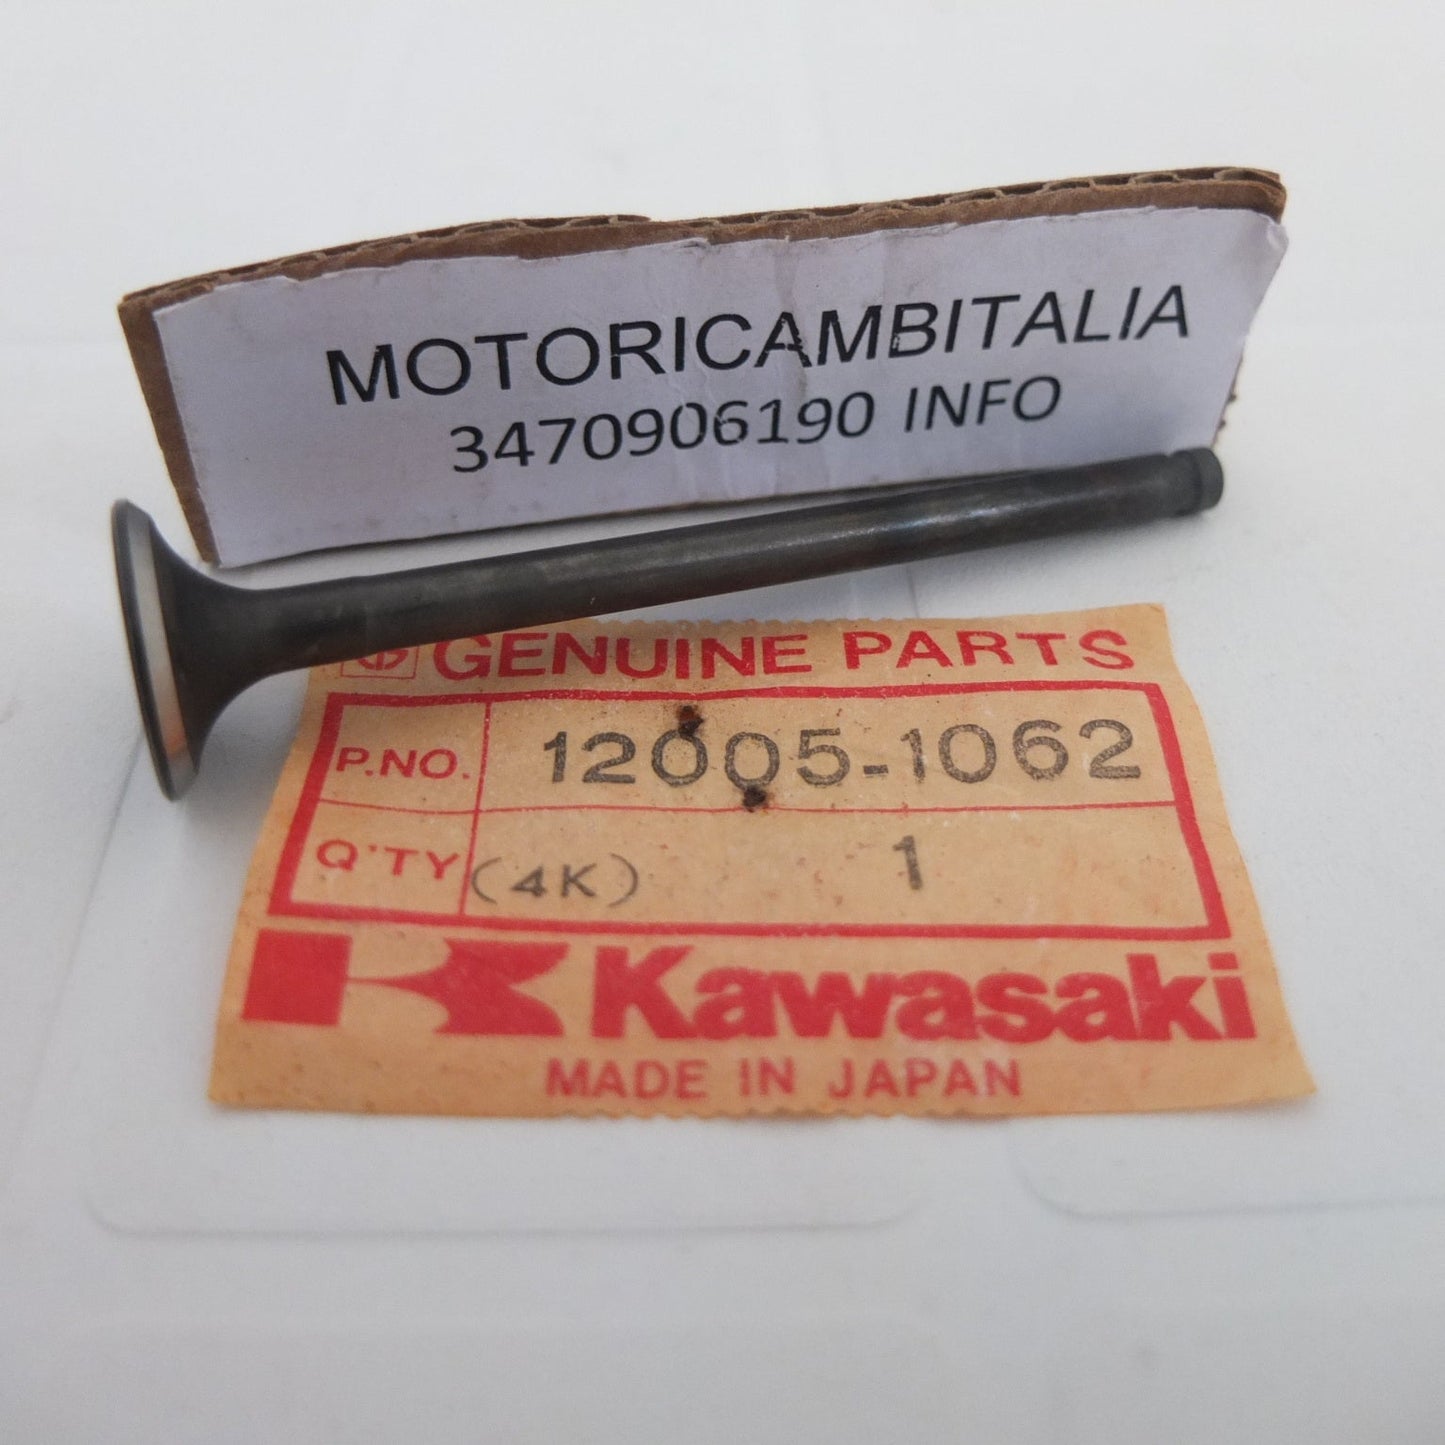 MOTORICAMBITALIA
3470906190 INFO
GENUINE PARTS
P.NO. 12005-1062
Q'TY (4K) 1
Kawasaki
MADE IN JAPAN